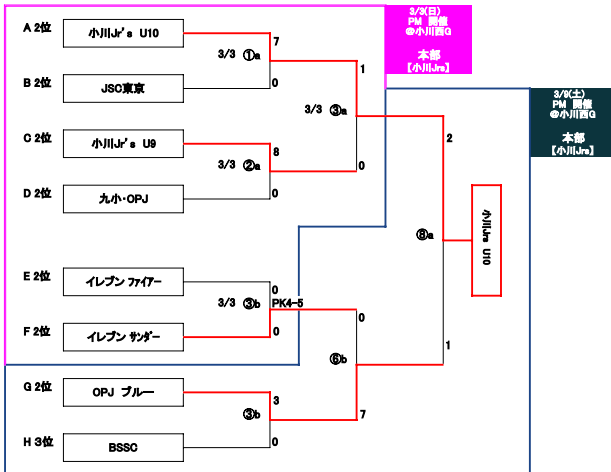 A 2位
小川Jr's U10
7
3/3 ①a
B 2位
JSC東京
0
1
3/3 ③a
C 2位
小川Jr's U9
8
3/3 ②a
0
D 2位
九小・OPJ
0
2
⑧a
小川Jrs U10
E 2位
イレブン ファイアー
0
3/3 ③b
PK4-5
F 2位
イレブン サンダー
0
0
⑥b
1
G 2位
OPJ ブルー
3
③b
7
H 3位
BSSC
0
3/3(日)
PM 開催
@小川西G
本部
【小川Jrs】
3/9(土)
PM 開催
@小川西G
本部
【小川Jrs】